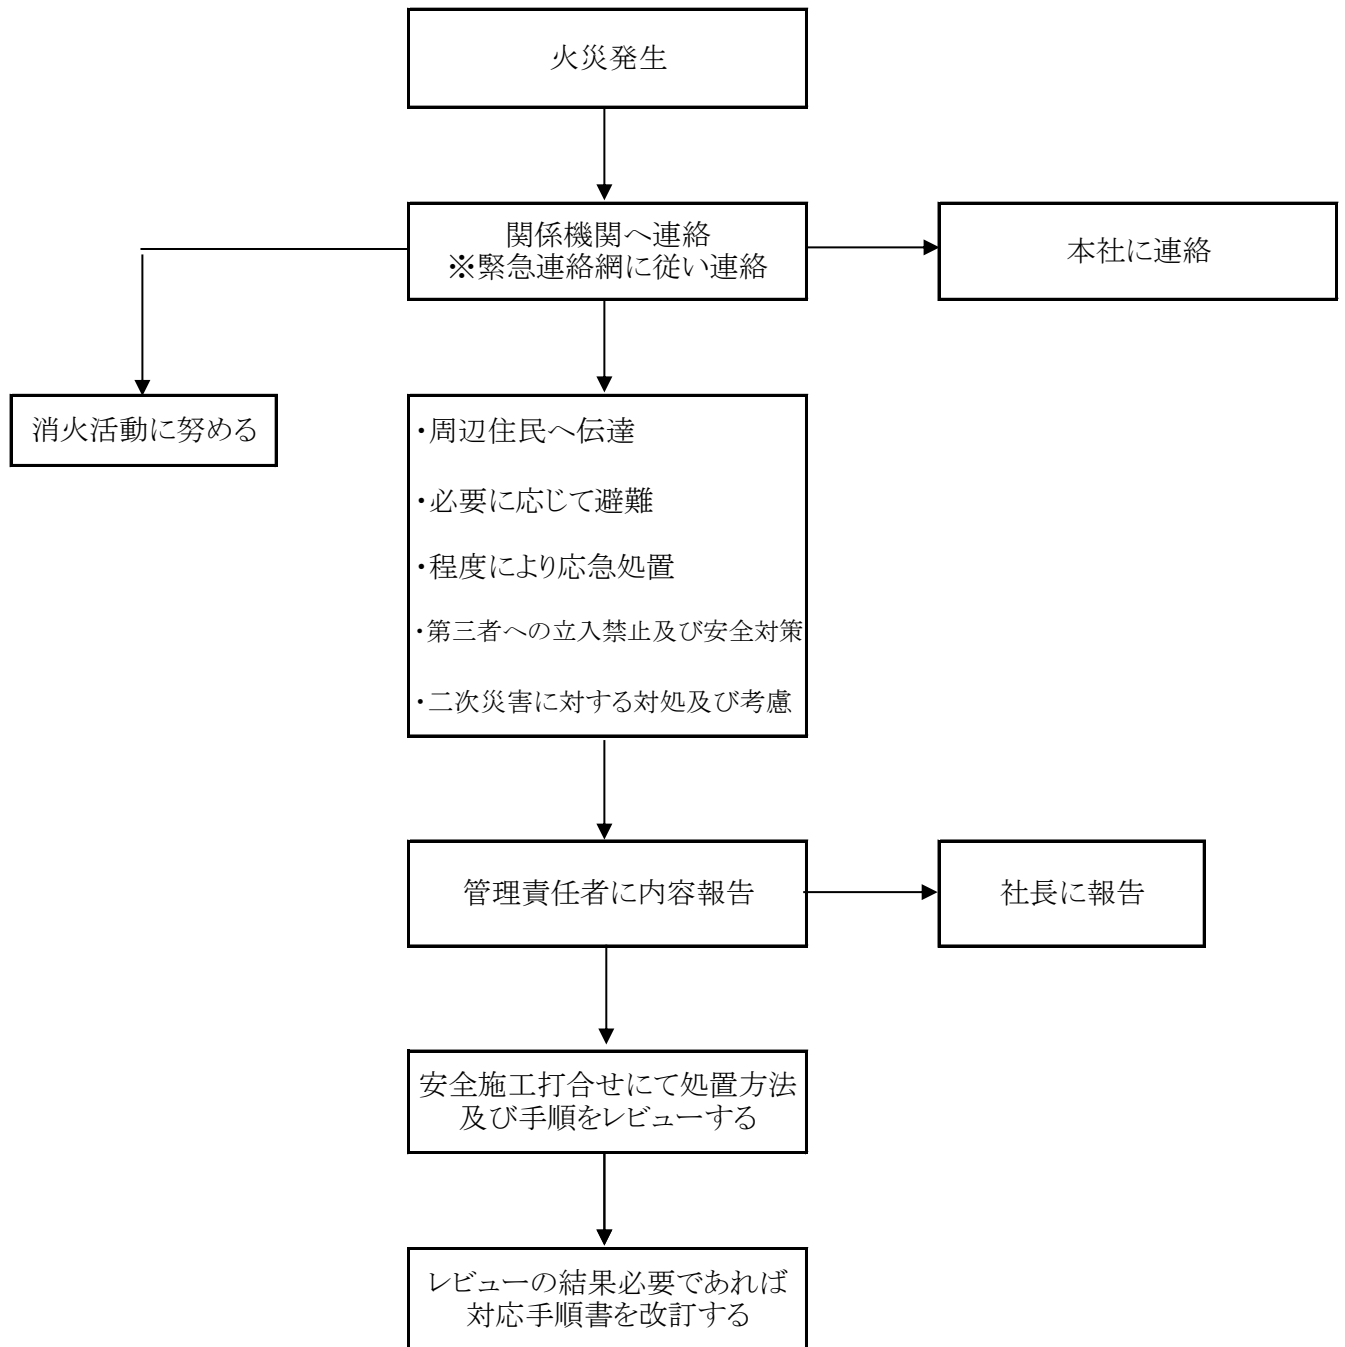 火災発生
関係機関へ連絡
※緊急連絡網に従い連絡
本社に連絡
消火活動に努める
・周辺住民へ伝達
・必要に応じて避難
・程度により応急処置
・第三者への立入禁止及び安全対策
・二次災害に対する対処及び考慮
管理責任者に内容報告
社長に報告
安全施工打合せにて処置方法
及び手順をレビューする
レビューの結果必要であれば
対応手順書を改訂する